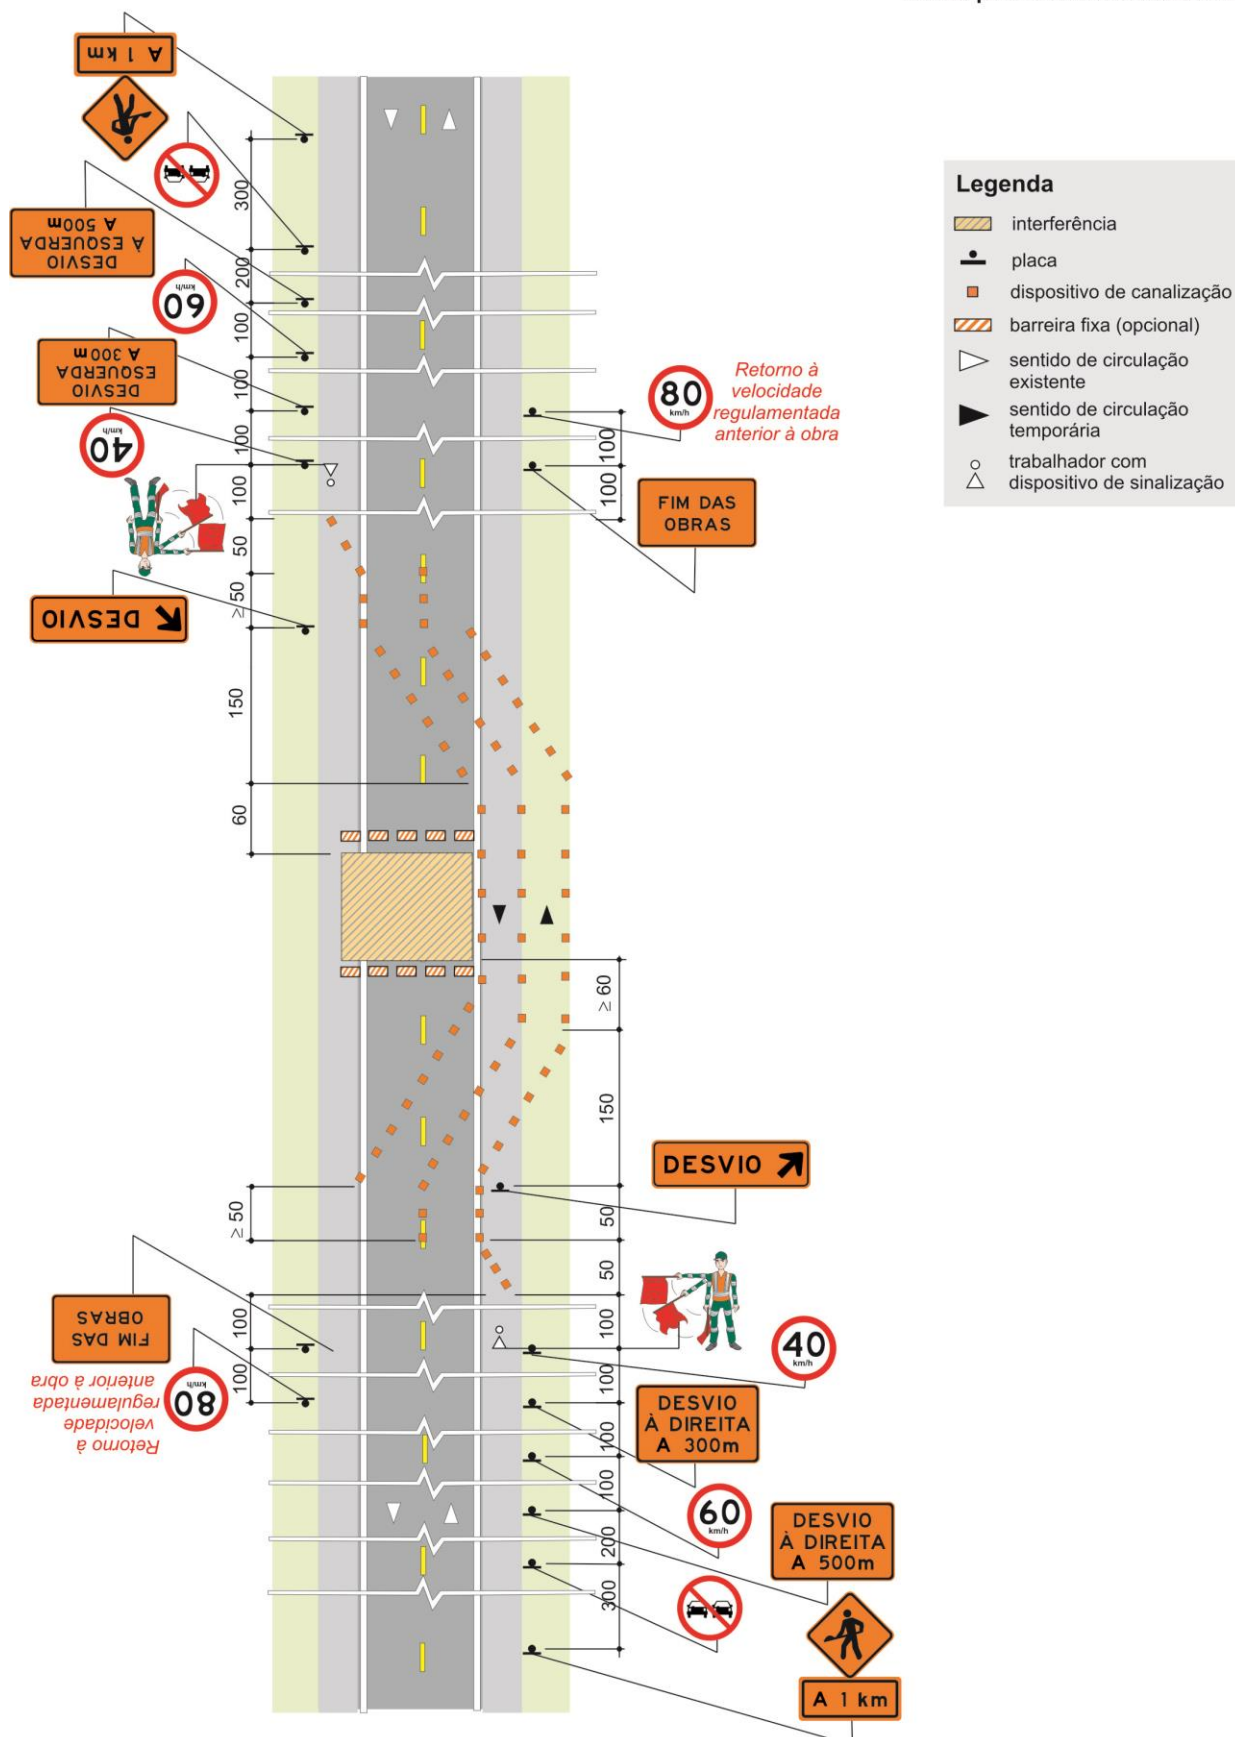 A 1 km
300
DESVIO
À ESQUERDA
A 500m
200
60
km/h
100
DESVIO
ESQUERDA
A 300m
100
40
km/h
100
100
50
≥ 50
DESVIO
150
60
≥ 50
FIM DAS
OBRAS
100
80
km/h
100
Retorno à
velocidade
regulamentada
anterior à obra
80
km/h
Retorno à
velocidade
regulamentada
anterior à obra
100
100
FIM DAS
OBRAS
≥ 60
150
DESVIO
50
50
100
40
km/h
100
DESVIO
À DIREITA
A 300m
100
60
km/h
100
DESVIO
À DIREITA
A 500m
200
300
A 1 km
Legenda
interferência
placa
dispositivo de canalização
barreira fixa (opcional)
sentido de circulação
existente
sentido de circulação
temporária
trabalhador com
dispositivo de sinalização